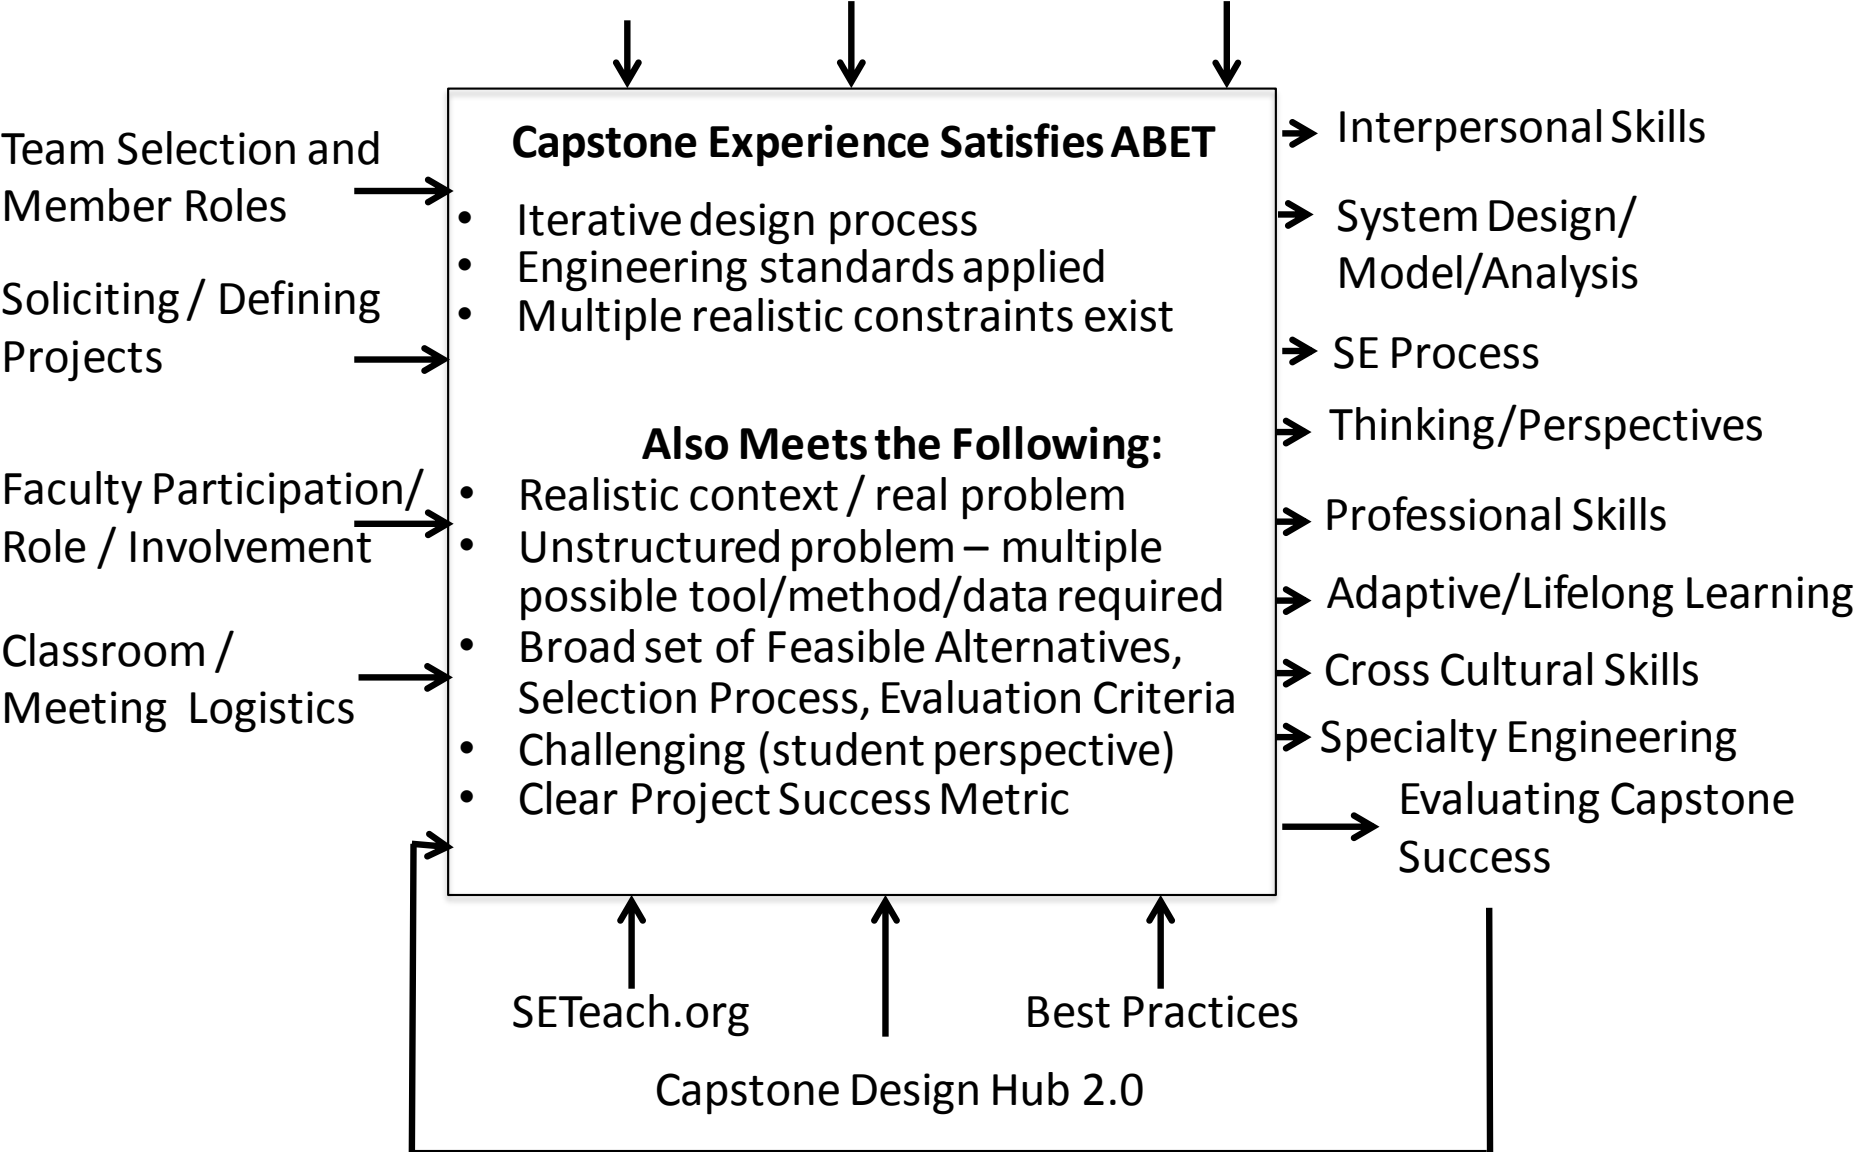 Team Selection and
Member Roles
Soliciting / Defining
Projects
Faculty Participation/
Role / Involvement
Classroom /
Meeting Logistics
Capstone Experience Satisfies ABET
• Iterative design process
• Engineering standards applied
• Multiple realistic constraints exist
Also Meets the Following:
• Realistic context / real problem
• Unstructured problem – multiple
possible tool/method/data required
• Broad set of Feasible Alternatives,
Selection Process, Evaluation Criteria
• Challenging (student perspective)
• Clear Project Success Metric
Interpersonal Skills
System Design/
Model/Analysis
SE Process
Thinking/Perspectives
Professional Skills
Adaptive/Lifelong Learning
Cross Cultural Skills
Specialty Engineering
Evaluating Capstone
Success
SETeach.org
Best Practices
Capstone Design Hub 2.0